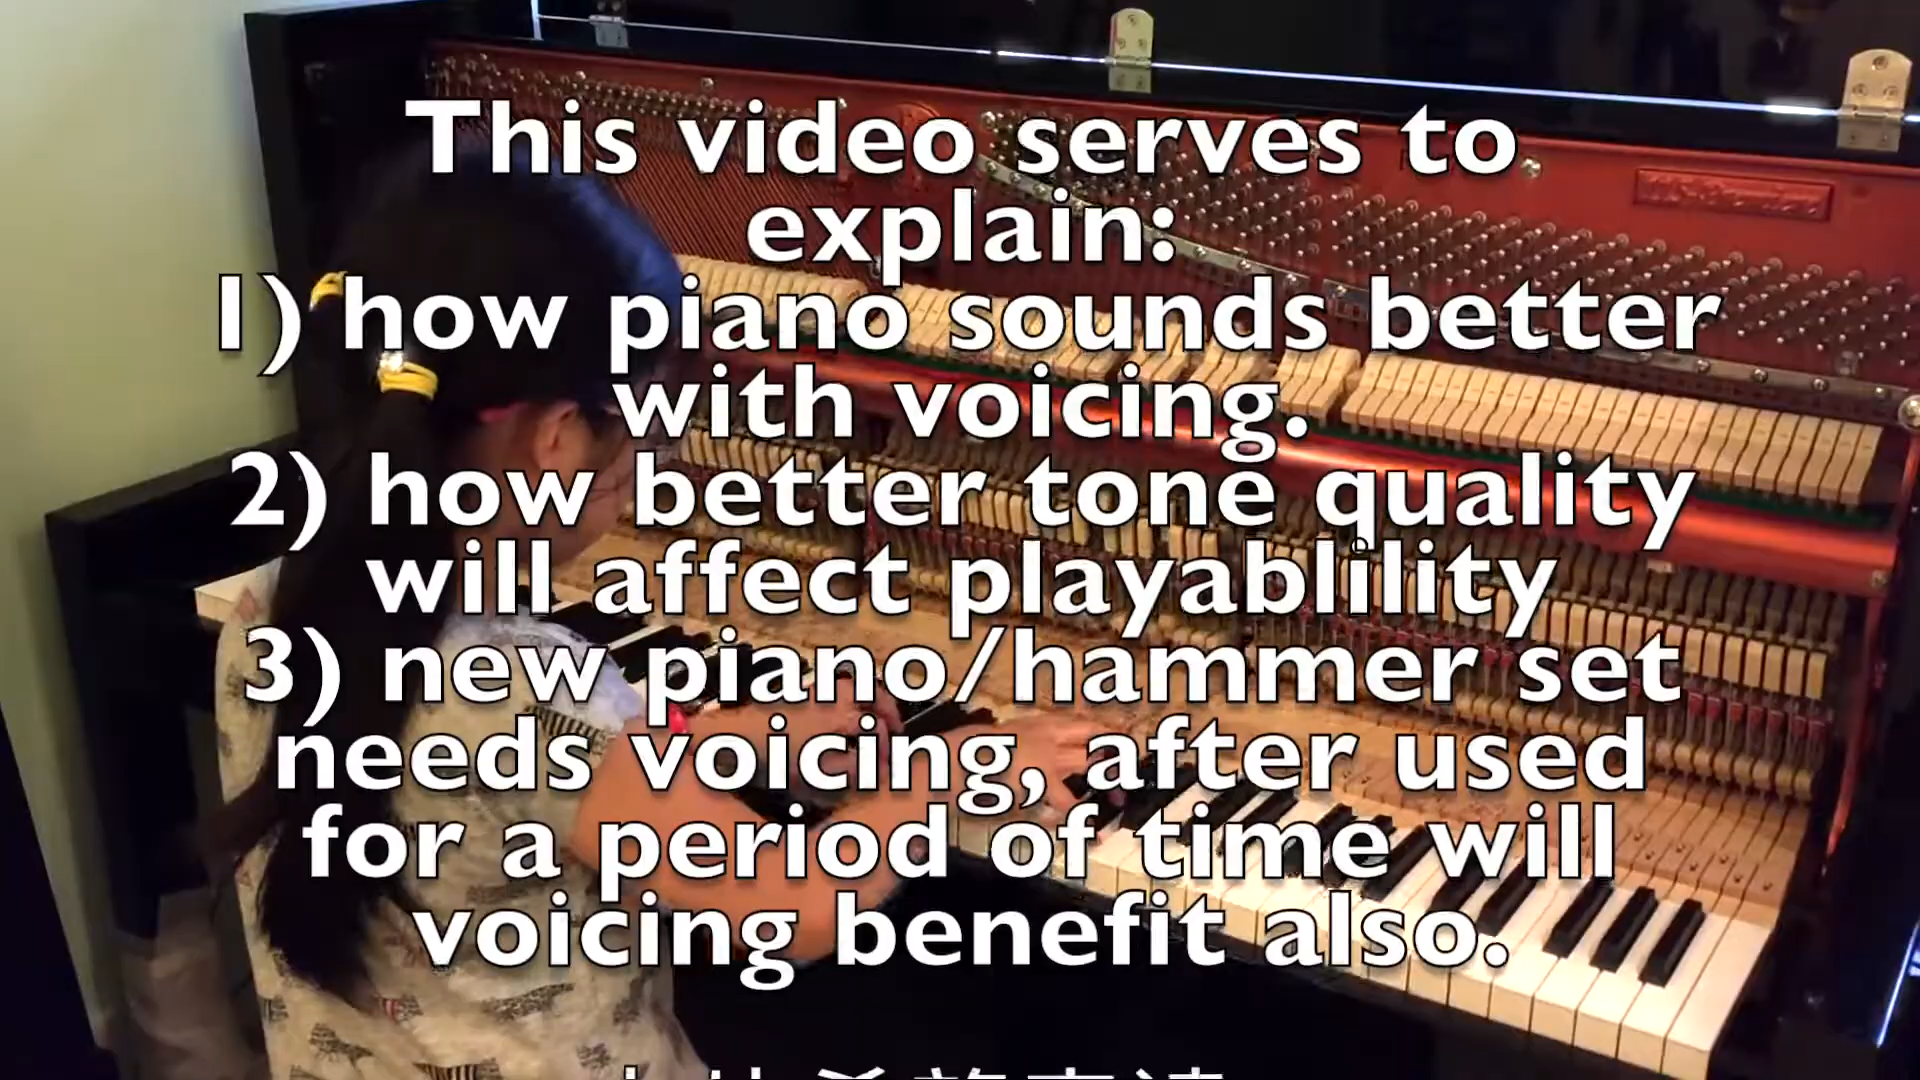 This video serves to
explain:
1) how piano sounds better
with voicing.
2) how better tone quality
will affect playablility
3) new piano/hammer set
needs voicing, after used
for a period of time will
voicing benefit also.